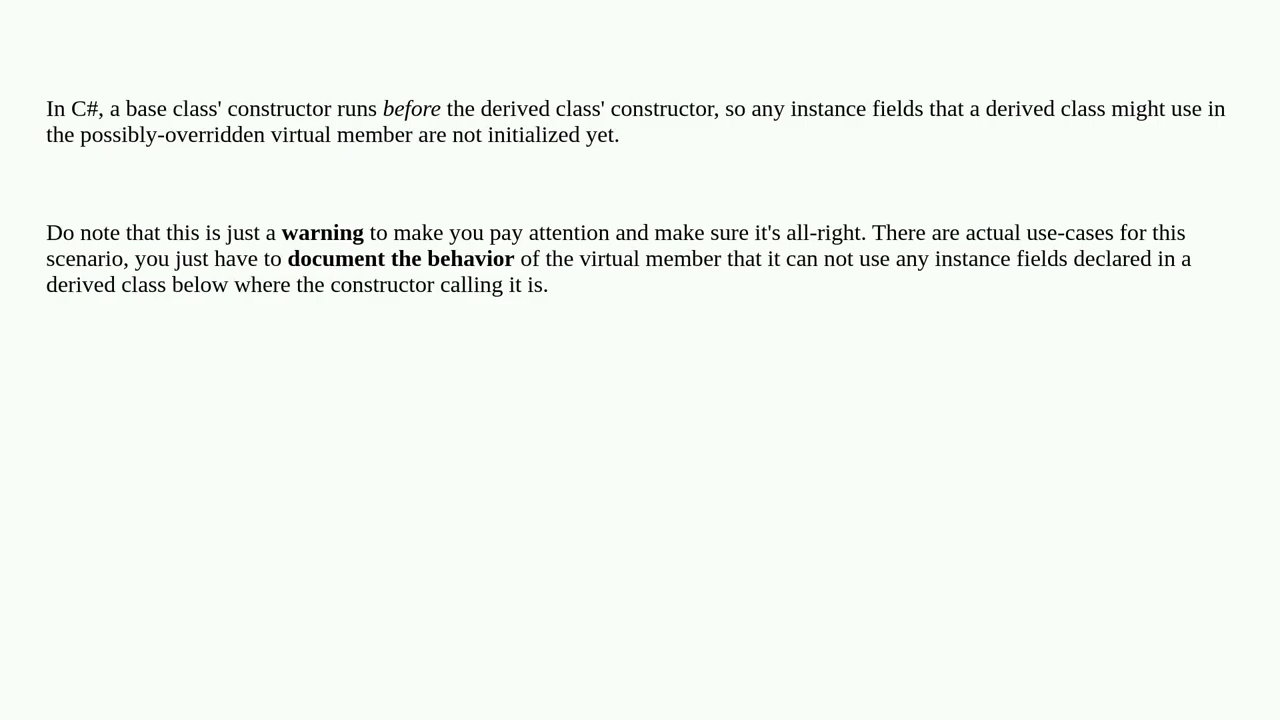 In C#, a base class' constructor runs before the derived class' constructor, so any instance fields that a derived class might use in
the possibly-overridden virtual member are not initialized yet.
Do note that this is just a warning to make you pay attention and make sure it's all-right. There are actual use-cases for this
scenario, you just have to document the behavior of the virtual member that it can not use any instance fields declared in a
derived class below where the constructor calling it is.